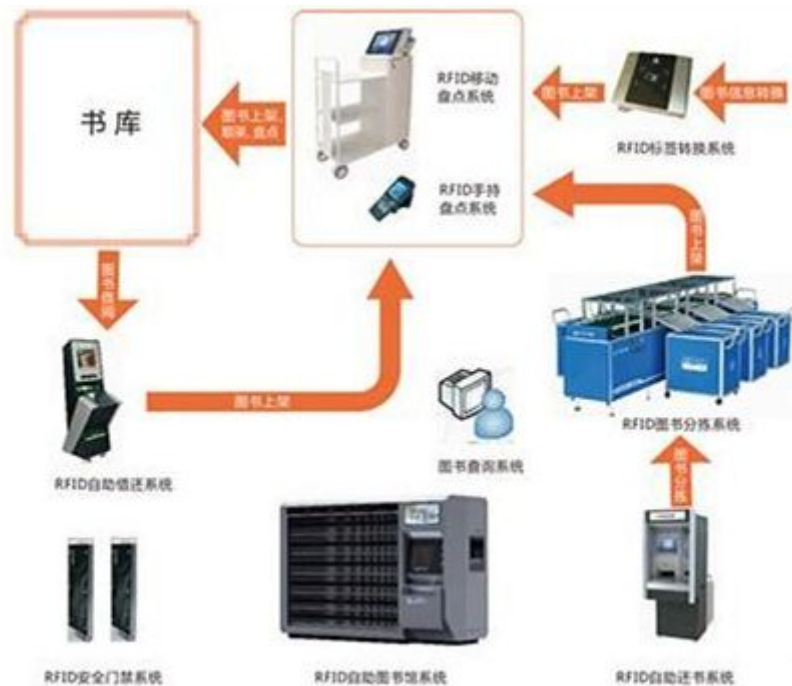 书库
图书上架,
顺架, 盘点
RFID移动
盘点系统
图书上架
图书信息转换
RFID标签转换系统
RFID手持
盘点系统
图书上架
图书借阅
图书上架
RFID图书分拣系统
图书查询系统
RFID自助借还系统
图书分拣
RFID安全门禁系统
RFID自助图书馆系统
RFID自助还书系统